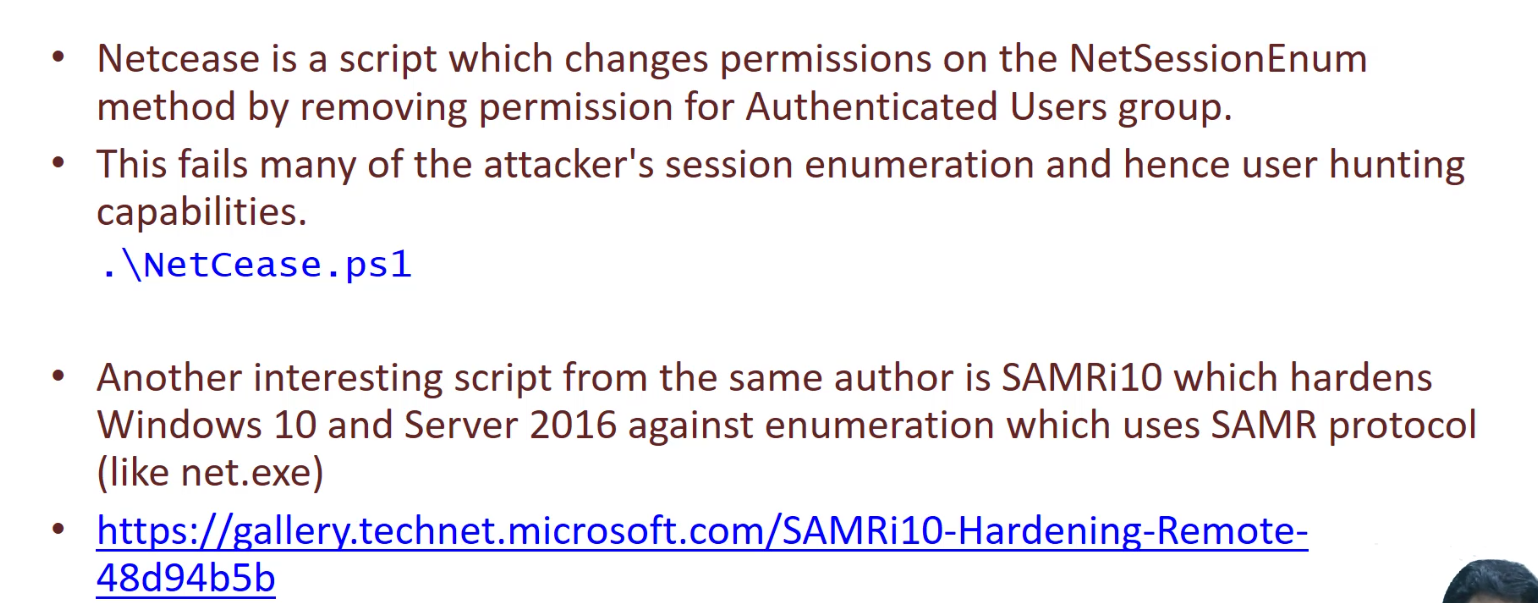 • Netcease is a script which changes permissions on the NetSessionEnum
method by removing permission for Authenticated Users group.
• This fails many of the attacker's session enumeration and hence user hunting
capabilities.
.\NetCease.ps1
• Another interesting script from the same author is SAMRi10 which hardens
Windows 10 and Server 2016 against enumeration which uses SAMR protocol
(like net.exe)
• https://gallery.technet.microsoft.com/SAMRi10-Hardening-Remote-
48d94b5b